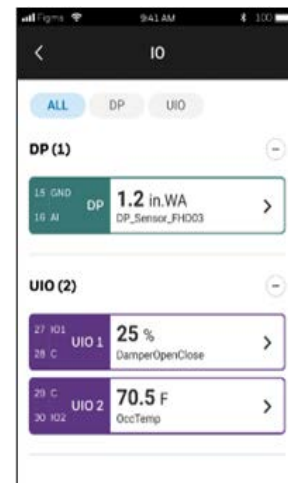 Figma 9:41 AM 100
IO
ALL DP UIO
DP (1)
15 GND
16 AI
DP
1.2 in.WA
DP_Sensor_FHO03
UIO (2)
27 IO1
28 C
UIO 1
25 %
DamperOpenClose
29 C
30 IO2
UIO 2
70.5 F
OccTemp